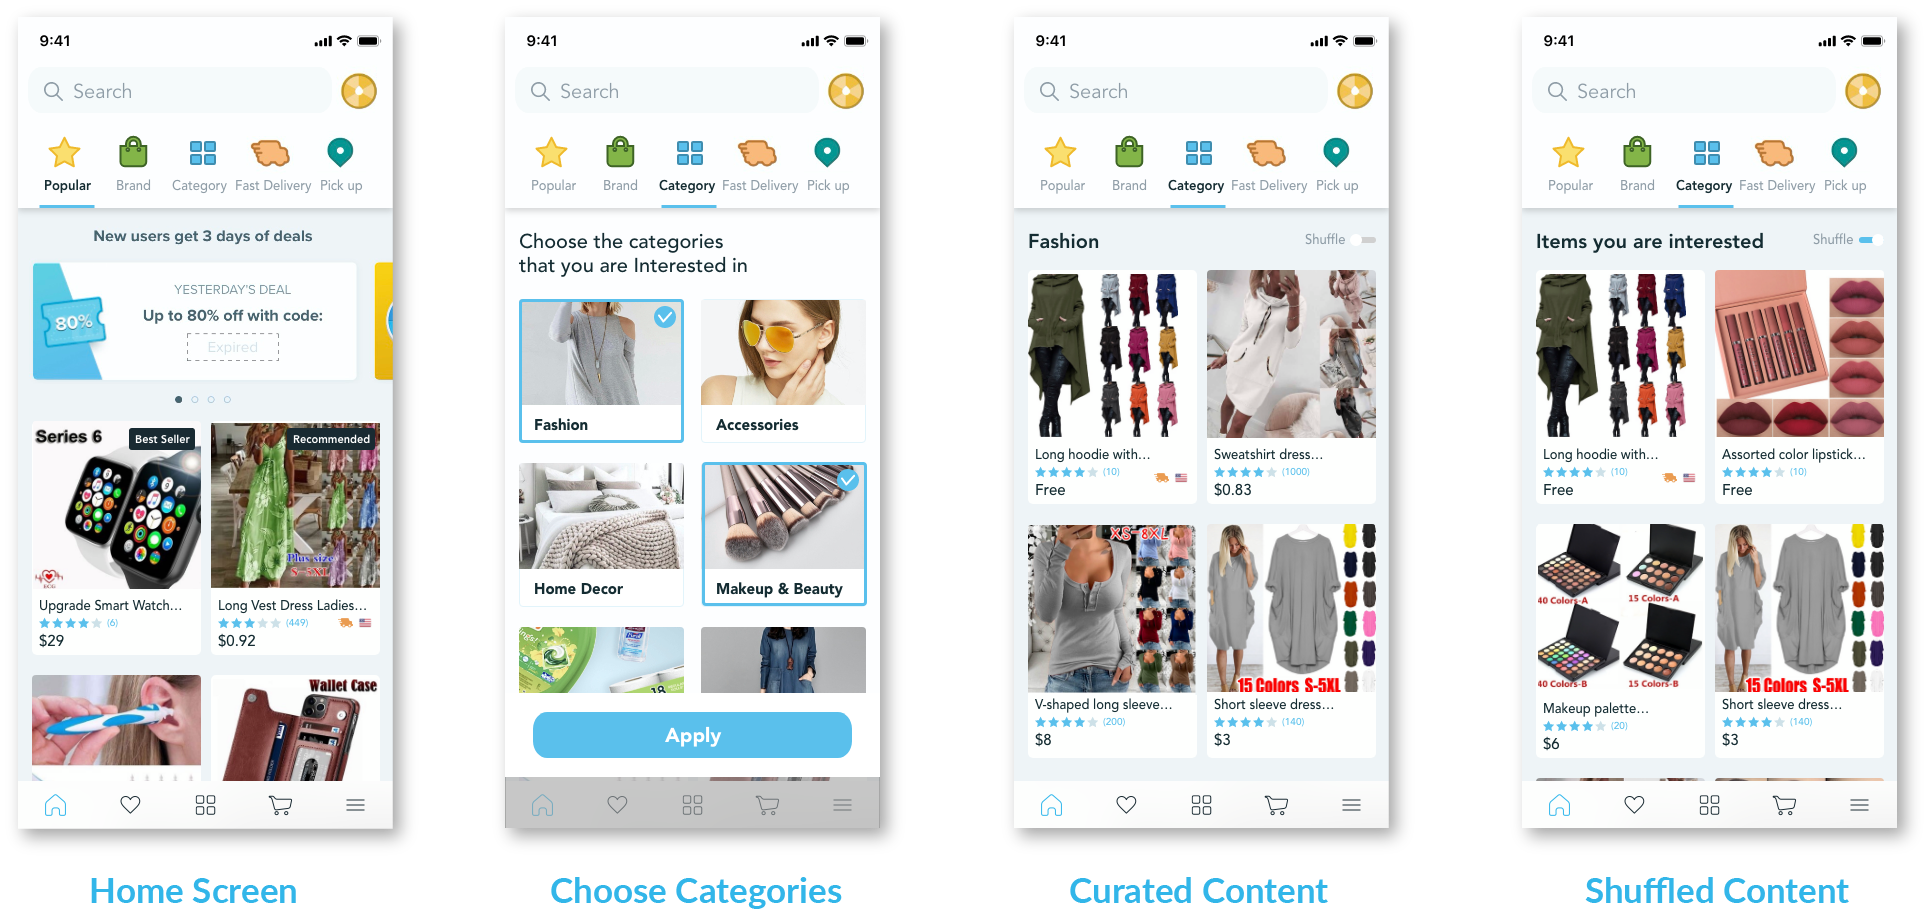 9:41
Search
Popular
Brand
Category
Fast Delivery
Pick up
New users get 3 days of deals
80%
YESTERDAY'S DEAL
Up to 80% off with code:
Expired
Series 6
Best Seller
Recommended
Plus size
S-5XL
Upgrade Smart Watch...
(6)
$29
Long Vest Dress Ladies...
(449)
$0.92
Wallet Case
Home Screen
9:41
Search
Popular
Brand
Category
Fast Delivery
Pick up
Choose the categories
that you are Interested in
Fashion
Accessories
Home Decor
Makeup & Beauty
18
Apply
Choose Categories
9:41
Search
Popular
Brand
Category
Fast Delivery
Pick up
Fashion
Shuffle
Long hoodie with...
(10)
Free
Sweatshirt dress...
(1000)
$0.83
XS-8XL
15 Colors S-5XL
V-shaped long sleeve...
(200)
$8
Short sleeve dress...
(140)
$3
Curated Content
9:41
Search
Popular
Brand
Category
Fast Delivery
Pick up
Items you are interested
Shuffle
Long hoodie with...
(10)
Free
Assorted color lipstick...
(10)
Free
40 Colors-A
15 Colors-A
40 Colors-B
15 Colors-B
15 Colors S-5XL
Makeup palette...
(20)
$6
Short sleeve dress...
(140)
$3
Shuffled Content